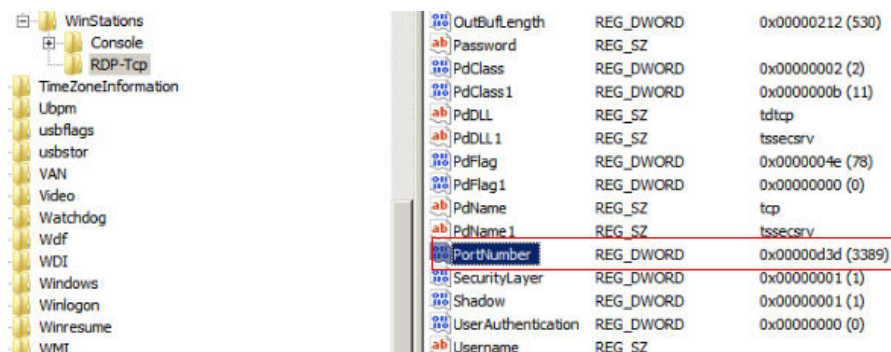 WinStations
Console
RDP-Tcp
TimeZoneInformation
Ubpm
usbflags
usbstor
VAN
Video
Watchdog
Wdf
WDI
Windows
Winlogon
Winresume
WMI
OutBufLength REG_DWORD 0x00000212 (530)
Password REG_SZ
PdClass REG_DWORD 0x00000002 (2)
PdClass1 REG_DWORD 0x0000000b (11)
PdDLL REG_SZ tdtcp
PdDLL1 REG_SZ tssecsrv
PdFlag REG_DWORD 0x0000004e (78)
PdFlag1 REG_DWORD 0x00000000 (0)
PdName REG_SZ tcp
PdName1 REG_SZ tssecsrv
PortNumber REG_DWORD 0x00000d3d (3389)
SecurityLayer REG_DWORD 0x00000001 (1)
Shadow REG_DWORD 0x00000001 (1)
UserAuthentication REG_DWORD 0x00000000 (0)
Username REG_SZ